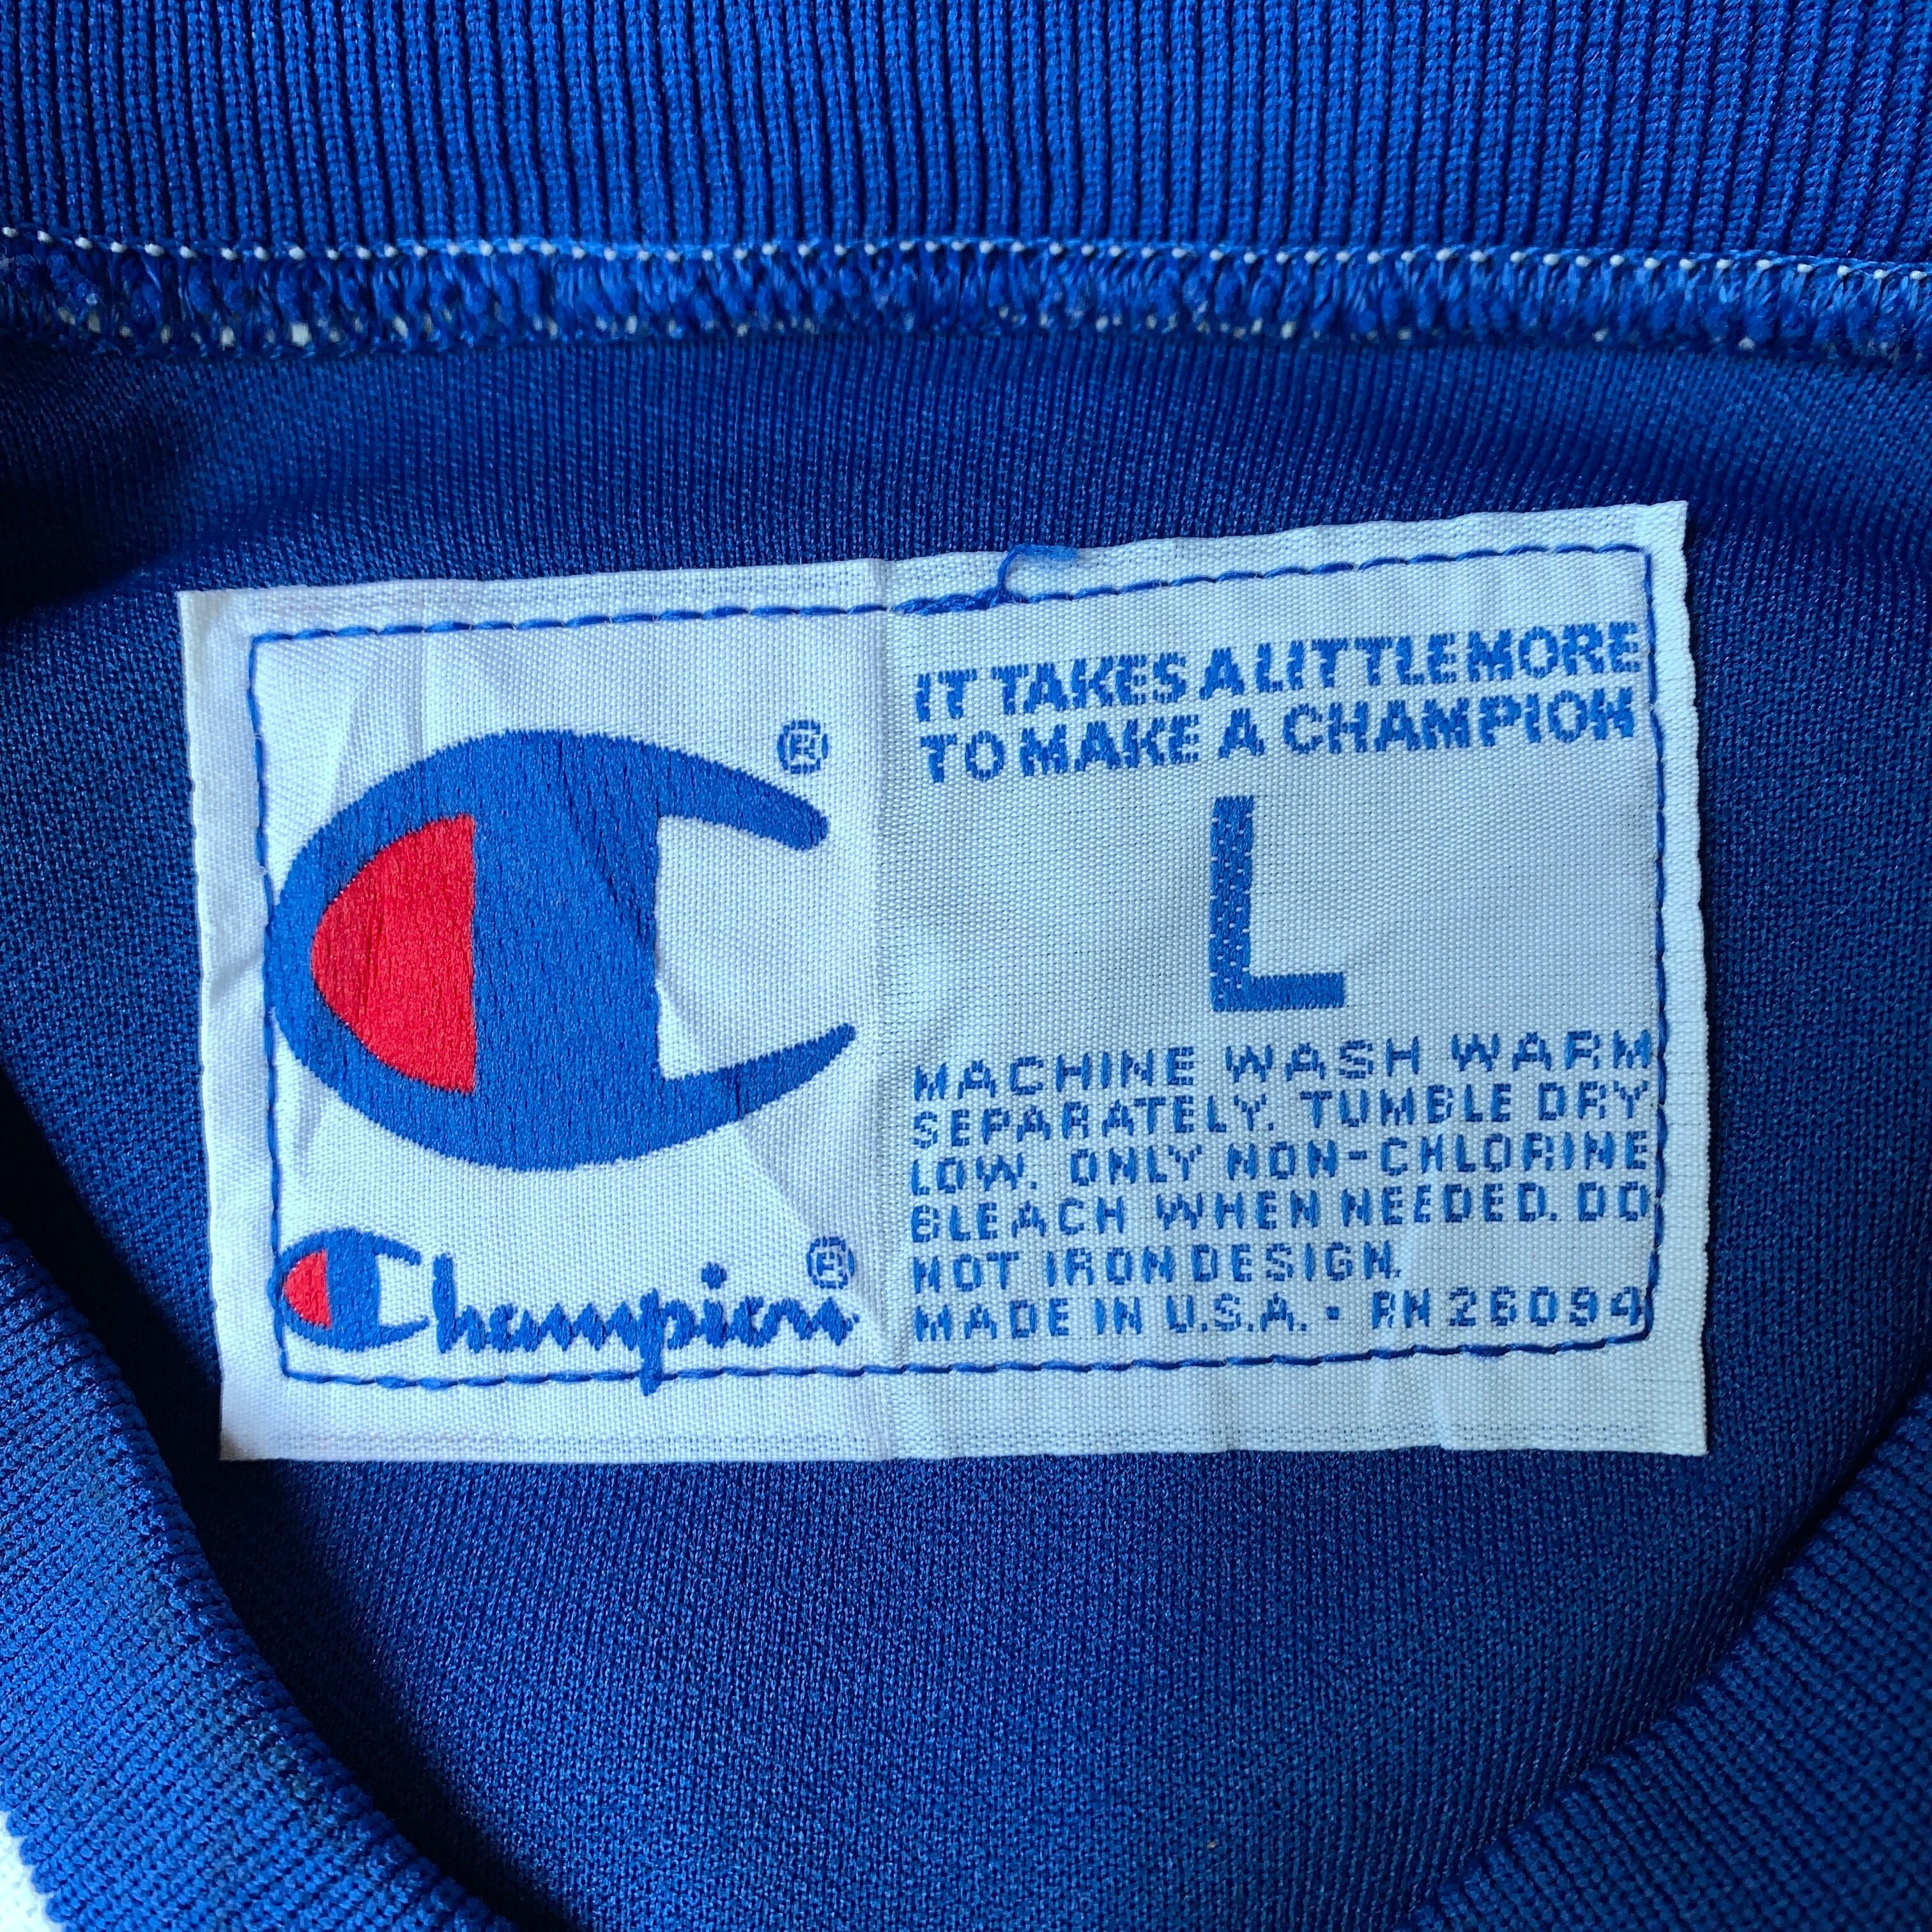 ®
Champion®
IT TAKES A LITTLE MORE
TO MAKE A CHAMPION
L
MACHINE WASH WARM
SEPARATELY. TUMBLE DRY
LOW. ONLY NON-CHLORINE
BLEACH WHEN NEEDED. DO
NOT IRON DESIGN.
MADE IN U.S.A. • RN 26094